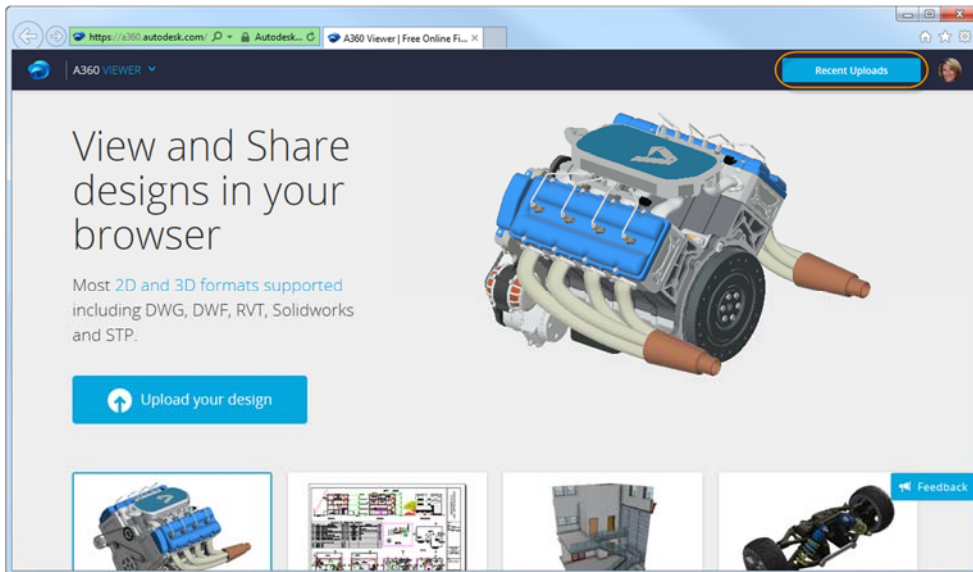 https://a360.autodesk.com/
Autodesk...
A360 Viewer | Free Online Fi...
A360 VIEWER
Recent Uploads
View and Share
designs in your
browser
Most 2D and 3D formats supported
including DWG, DWF, RVT, Solidworks
and STP.
Upload your design
Feedback